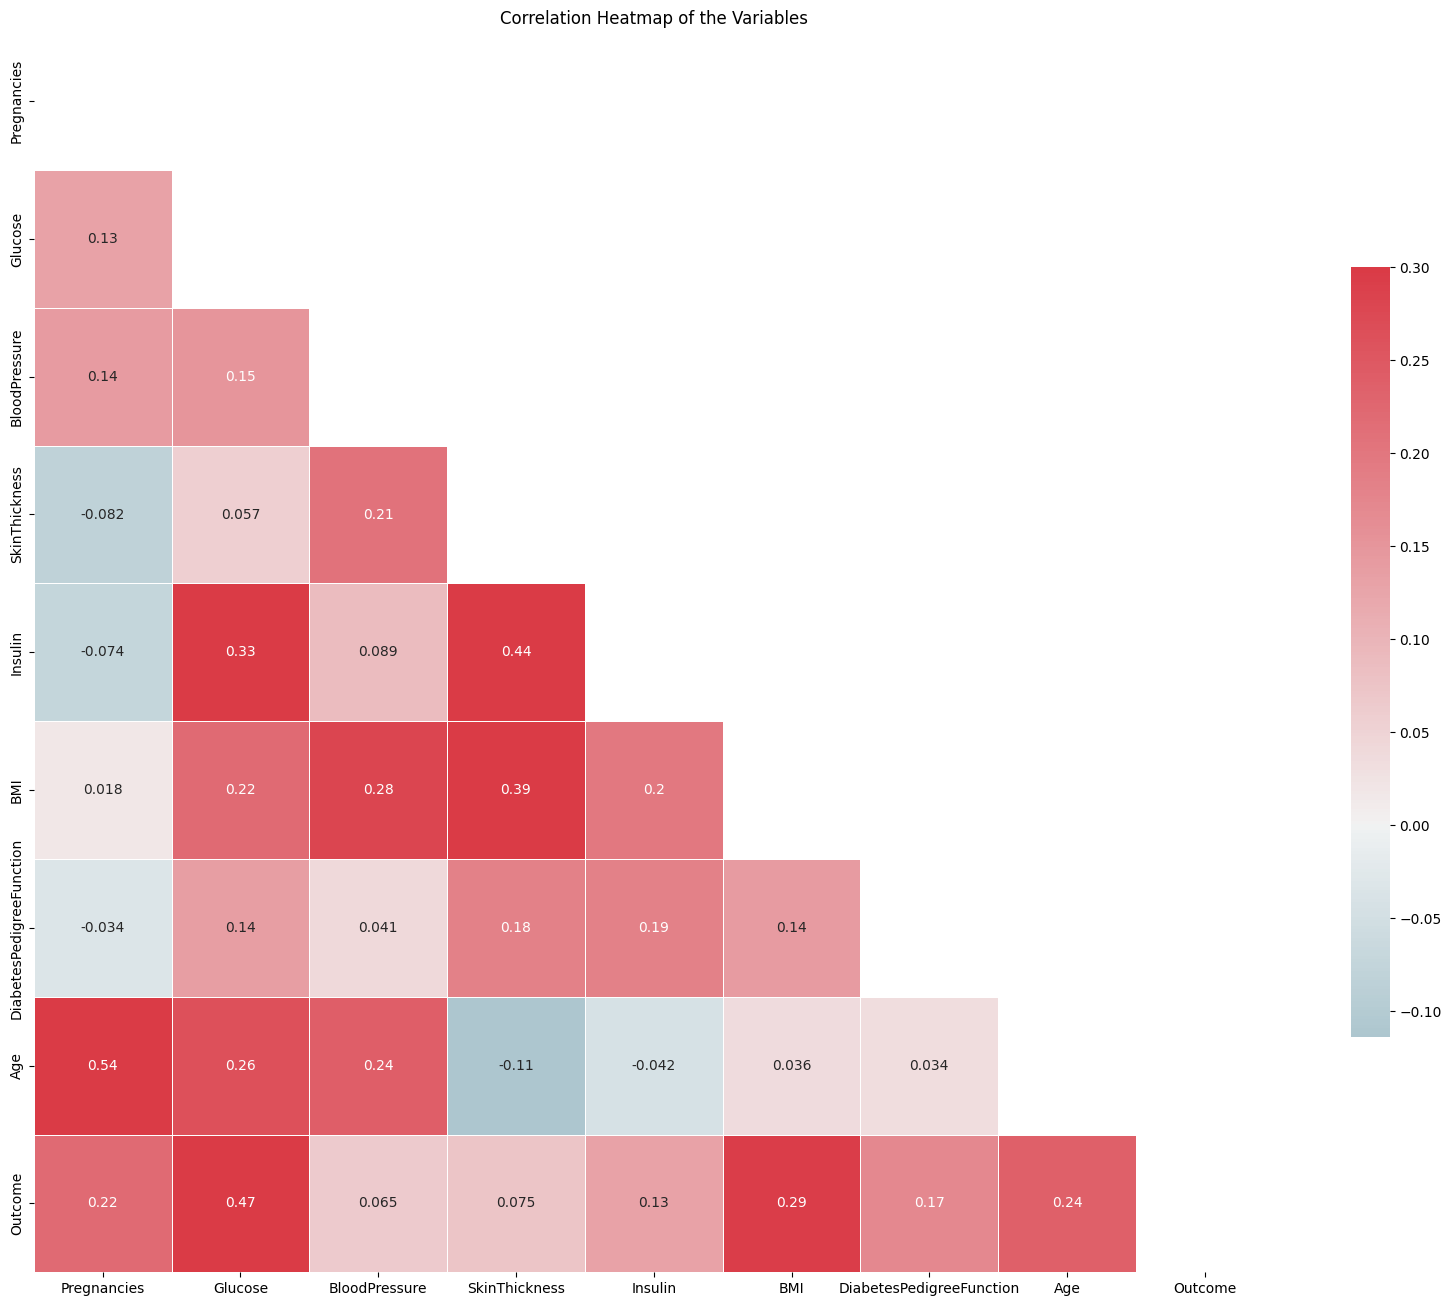 Correlation Heatmap of the Variables
Pregnancies
Glucose
0.13
BloodPressure
0.14 0.15
SkinThickness
-0.082 0.057 0.21
Insulin
-0.074 0.33 0.089 0.44
BMI
0.018 0.22 0.28 0.39 0.2
DiabetesPedigreeFunction
-0.034 0.14 0.041 0.18 0.19 0.14
Age
0.54 0.26 0.24 -0.11 -0.042 0.036 0.034
Outcome
0.22 0.47 0.065 0.075 0.13 0.29 0.17 0.24
Pregnancies Glucose BloodPressure SkinThickness Insulin BMI DiabetesPedigreeFunction Age Outcome
0.30
0.25
0.20
0.15
0.10
0.05
0.00
−0.05
−0.10